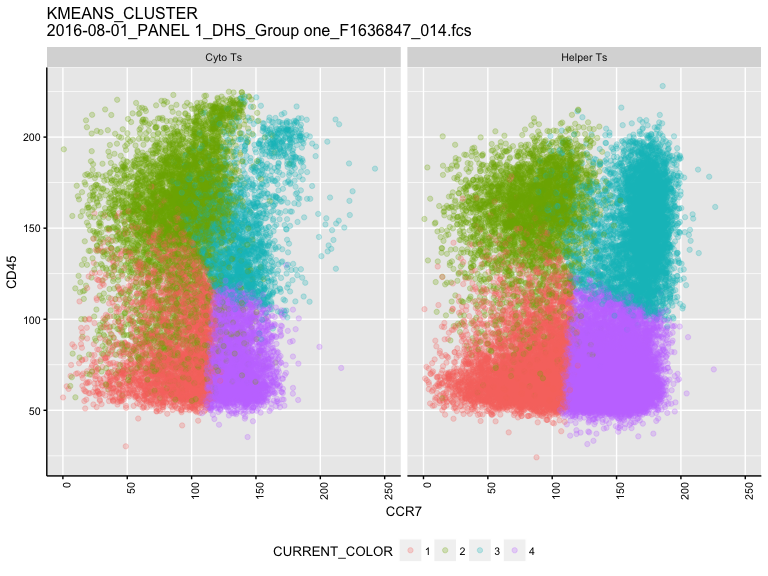 KMEANS_CLUSTER
2016-08-01_PANEL 1_DHS_Group one_F1636847_014.fcs
Cyto Ts Helper Ts
200
150
100
50
CD45
0 50 100 150 200 250 0 50 100 150 200 250
CCR7
CURRENT_COLOR 1 2 3 4